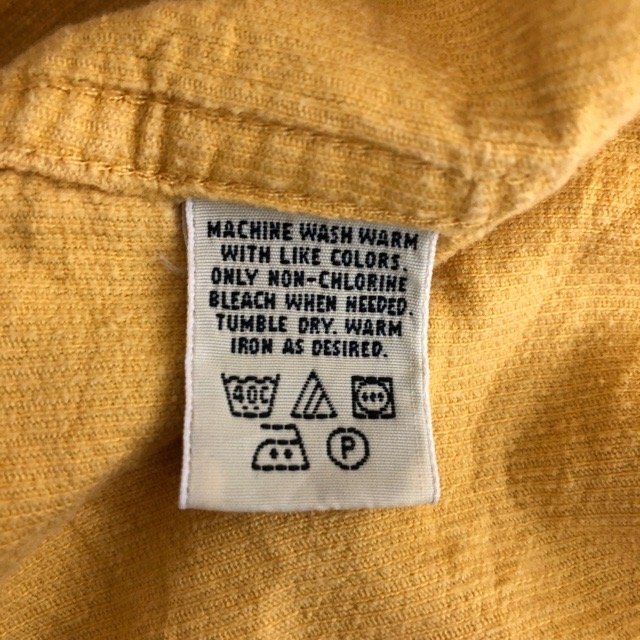 MACHINE WASH WARM
WITH LIKE COLORS.
ONLY NON-CHLORINE
BLEACH WHEN NEEDED.
TUMBLE DRY. WARM
IRON AS DESIRED.
40C
P